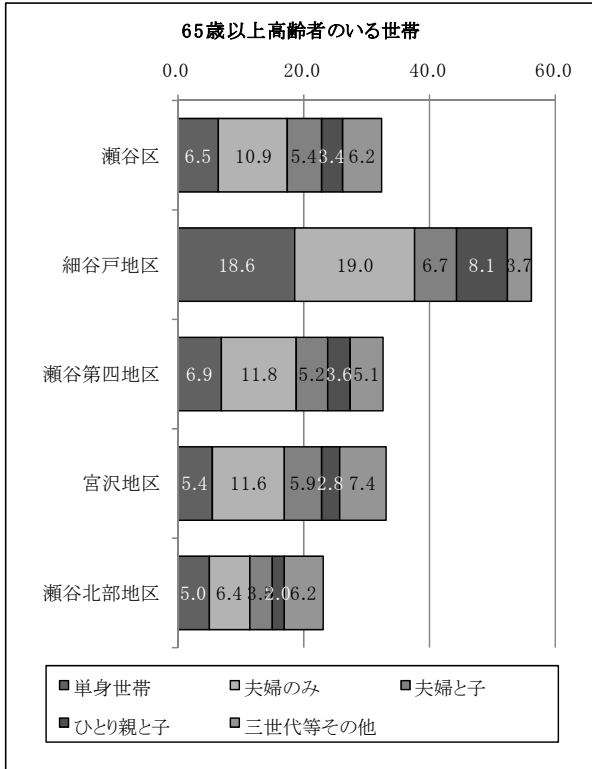 65歳以上高齢者のいる世帯
0.0 20.0 40.0 60.0
瀬谷区 6.5 10.9 5.4 3.4 6.2
細谷戸地区 18.6 19.0 6.7 8.1 3.7
瀬谷第四地区 6.9 11.8 5.2 3.6 5.1
宮沢地区 5.4 11.6 5.9 2.8 7.4
瀬谷北部地区 5.0 6.4 2.0 6.2
単身世帯 夫婦のみ 夫婦と子
ひとり親と子 三世代等その他